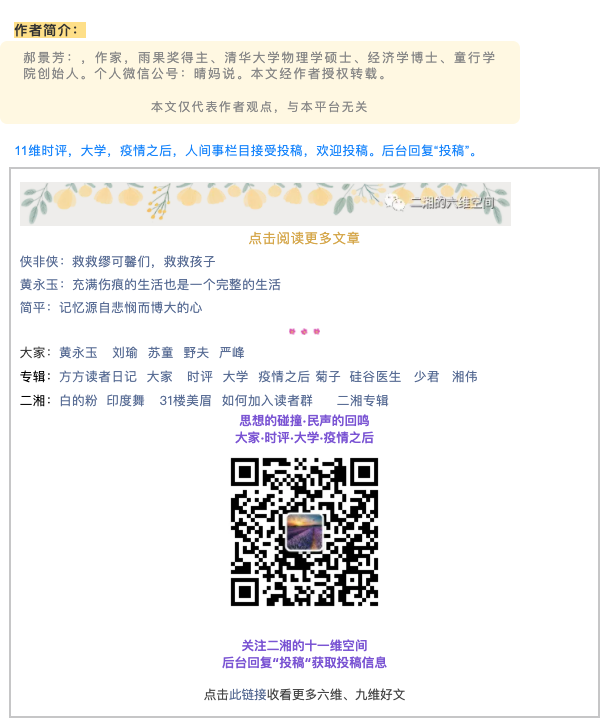 作者简介：
郝景芳：，作家，雨果奖得主、清华大学物理学硕士、经济学博士、童行学
院创始人。个人微信公号：晴妈说。本文经作者授权转载。
本文仅代表作者观点，与本平台无关
11维时评，大学，疫情之后，人间事栏目接受投稿，欢迎投稿。后台回复“投稿”。
二湘的六维空间
点击阅读更多文章
侠非侠：救救缪可馨们，救救孩子
黄永玉：充满伤痕的生活也是一个完整的生活
简平：记忆源自悲悯而博大的心
大家：黄永玉 刘瑜 苏童 野夫 严峰
专辑：方方读者日记 大家 时评 大学 疫情之后 菊子 硅谷医生 少君 湘伟
二湘：白的粉 印度舞 31楼美眉 如何加入读者群 二湘专辑
思想的碰撞·民声的回鸣
大家·时评·大学·疫情之后
关注二湘的十一维空间
后台回复“投稿”获取投稿信息
点击此链接收看更多六维、九维好文